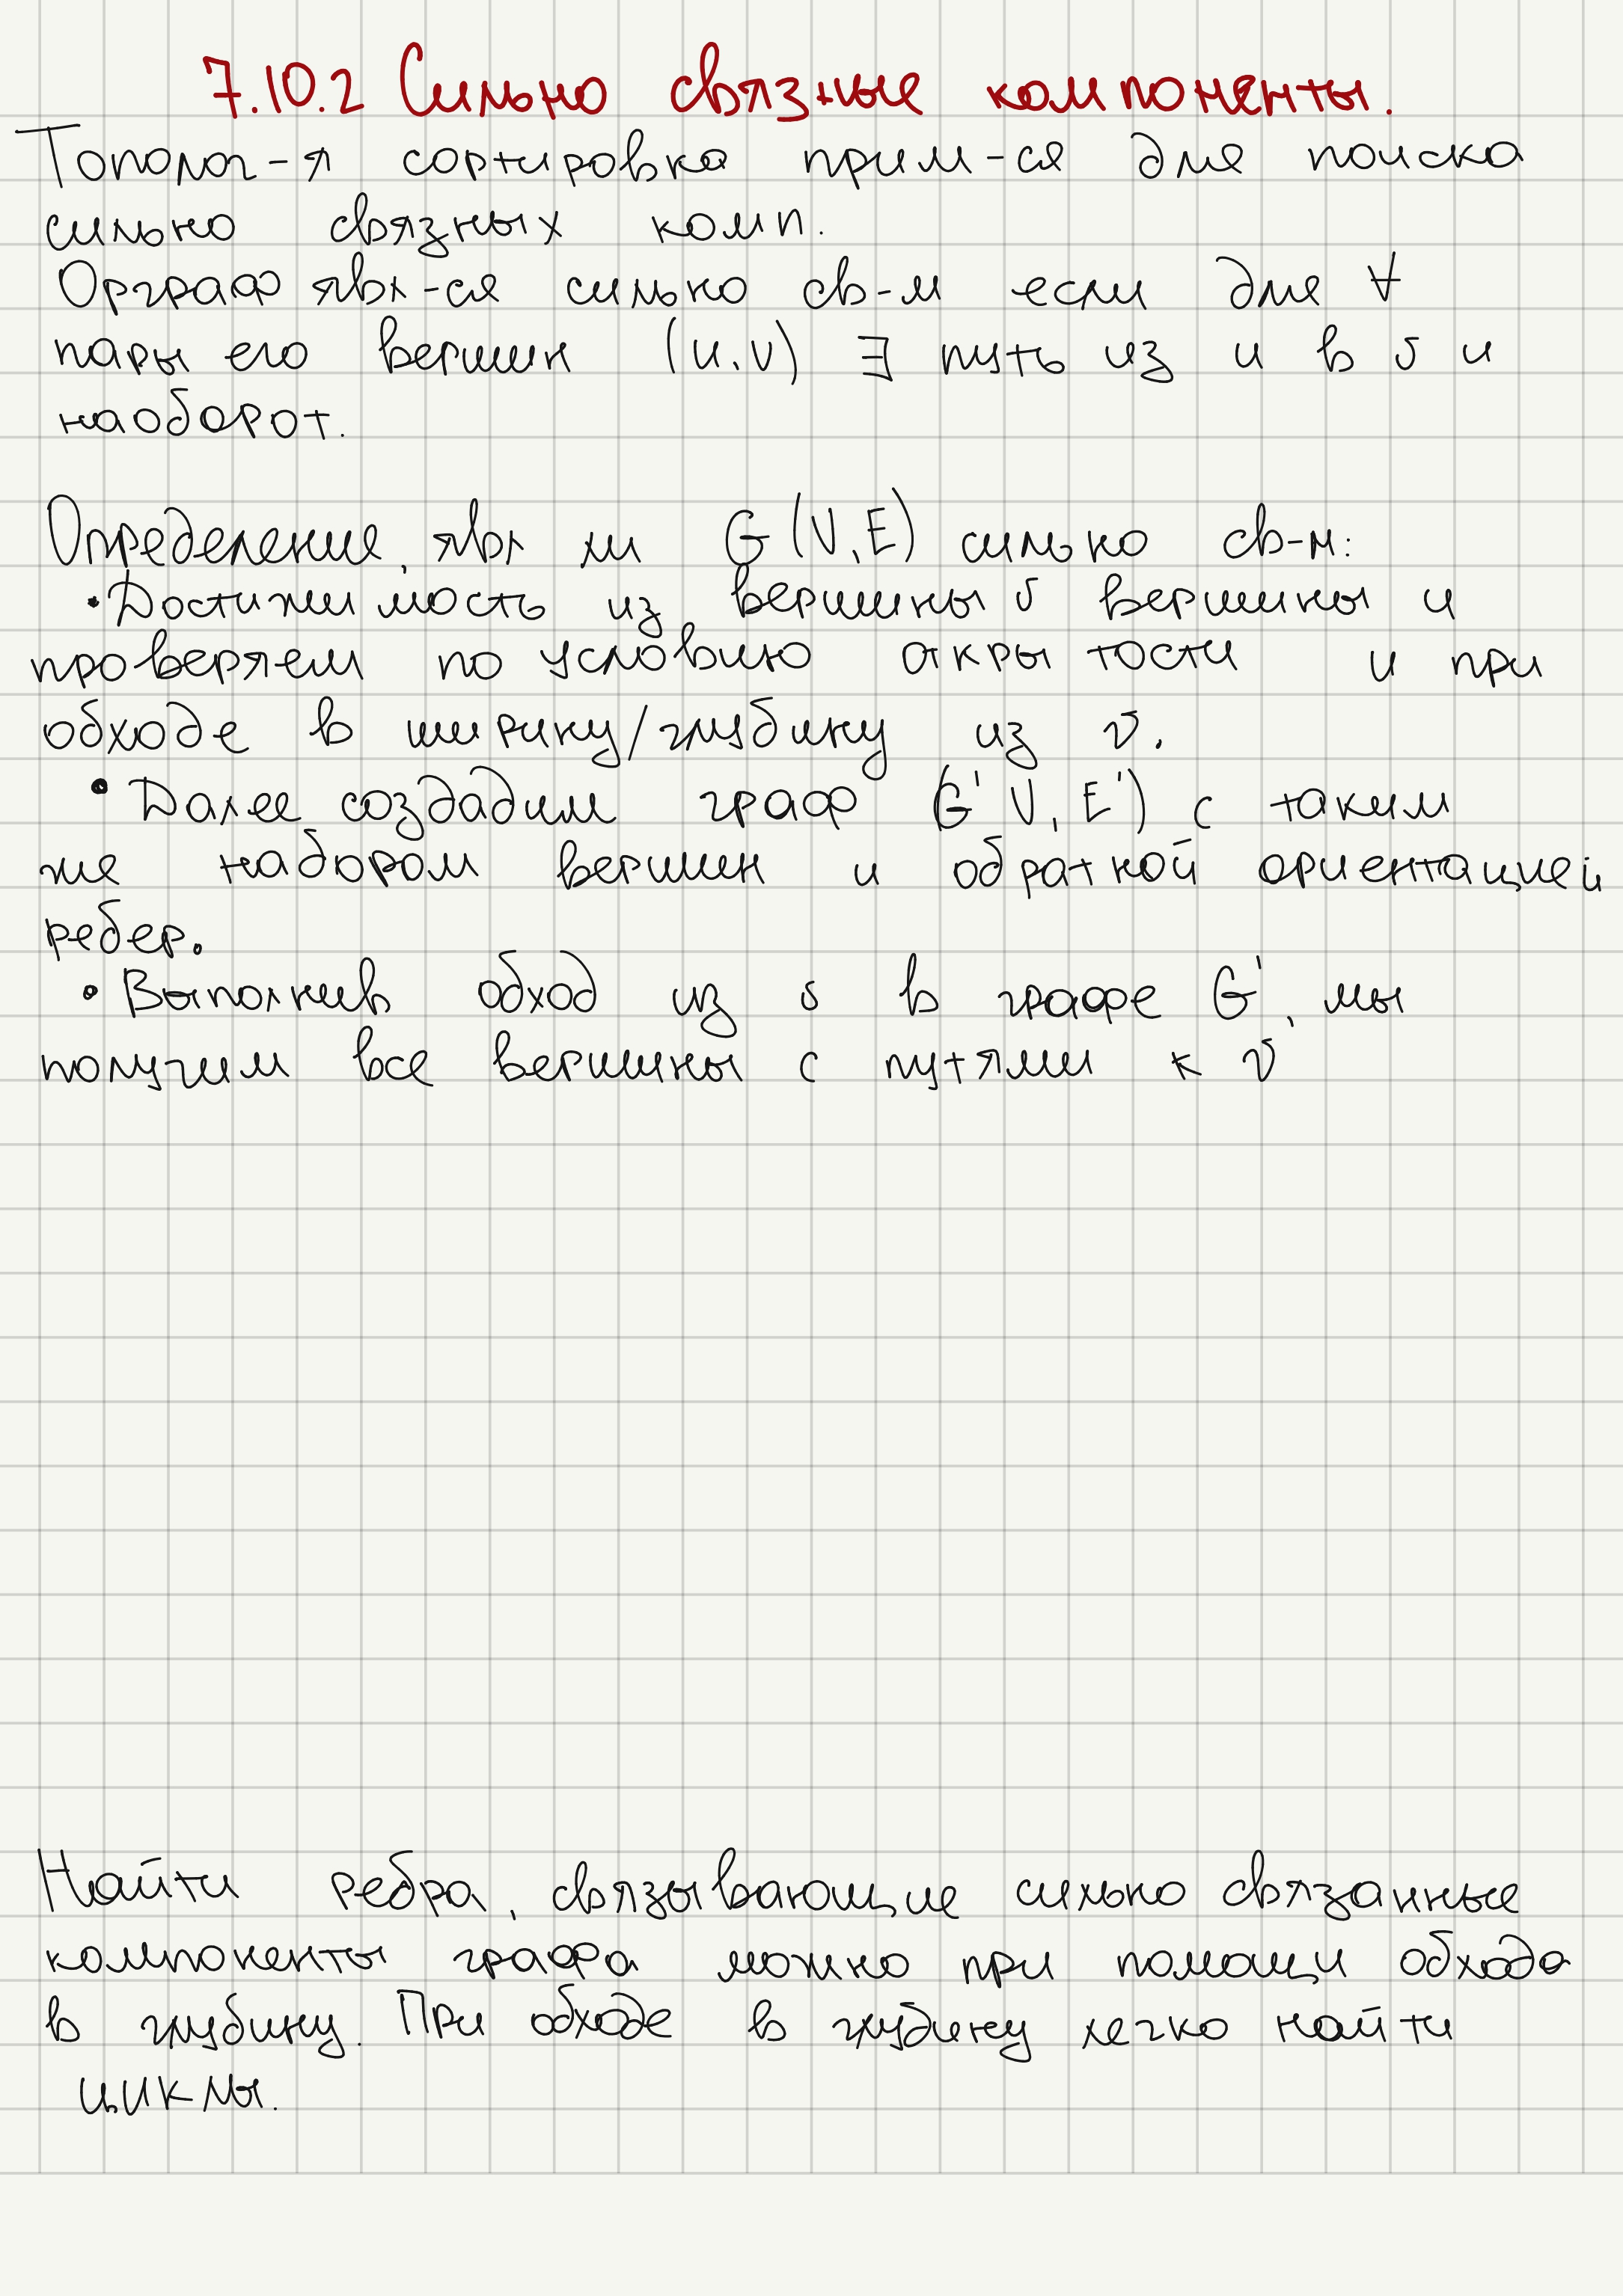 7.10.2 Сильно связные компоненты.
Тополог-я сортировка прим-ся для поиска
сильно связных комп.
Орграф явл-ся сильно св-м если для ∀
пары его вершин (u,v) ∃ путь из u в v и
наоборот.
Определение, явл ли G(V,E) сильно св-м:
• Достижимость из вершины v вершины u
проверяем по условию открытости u при
обходе в ширину/глубину из v.
• Далее создадим граф (G' V, E') с таким
же набором вершин и обратной ориентацией
ребер.
• Выполнив обход из v в графе G', мы
получим все вершины с путями к v
Найти ребра, связывающие сильно связанные
компоненты графа можно при помощи обхода
в глубину. При обходе в глубину легко найти
циклы.